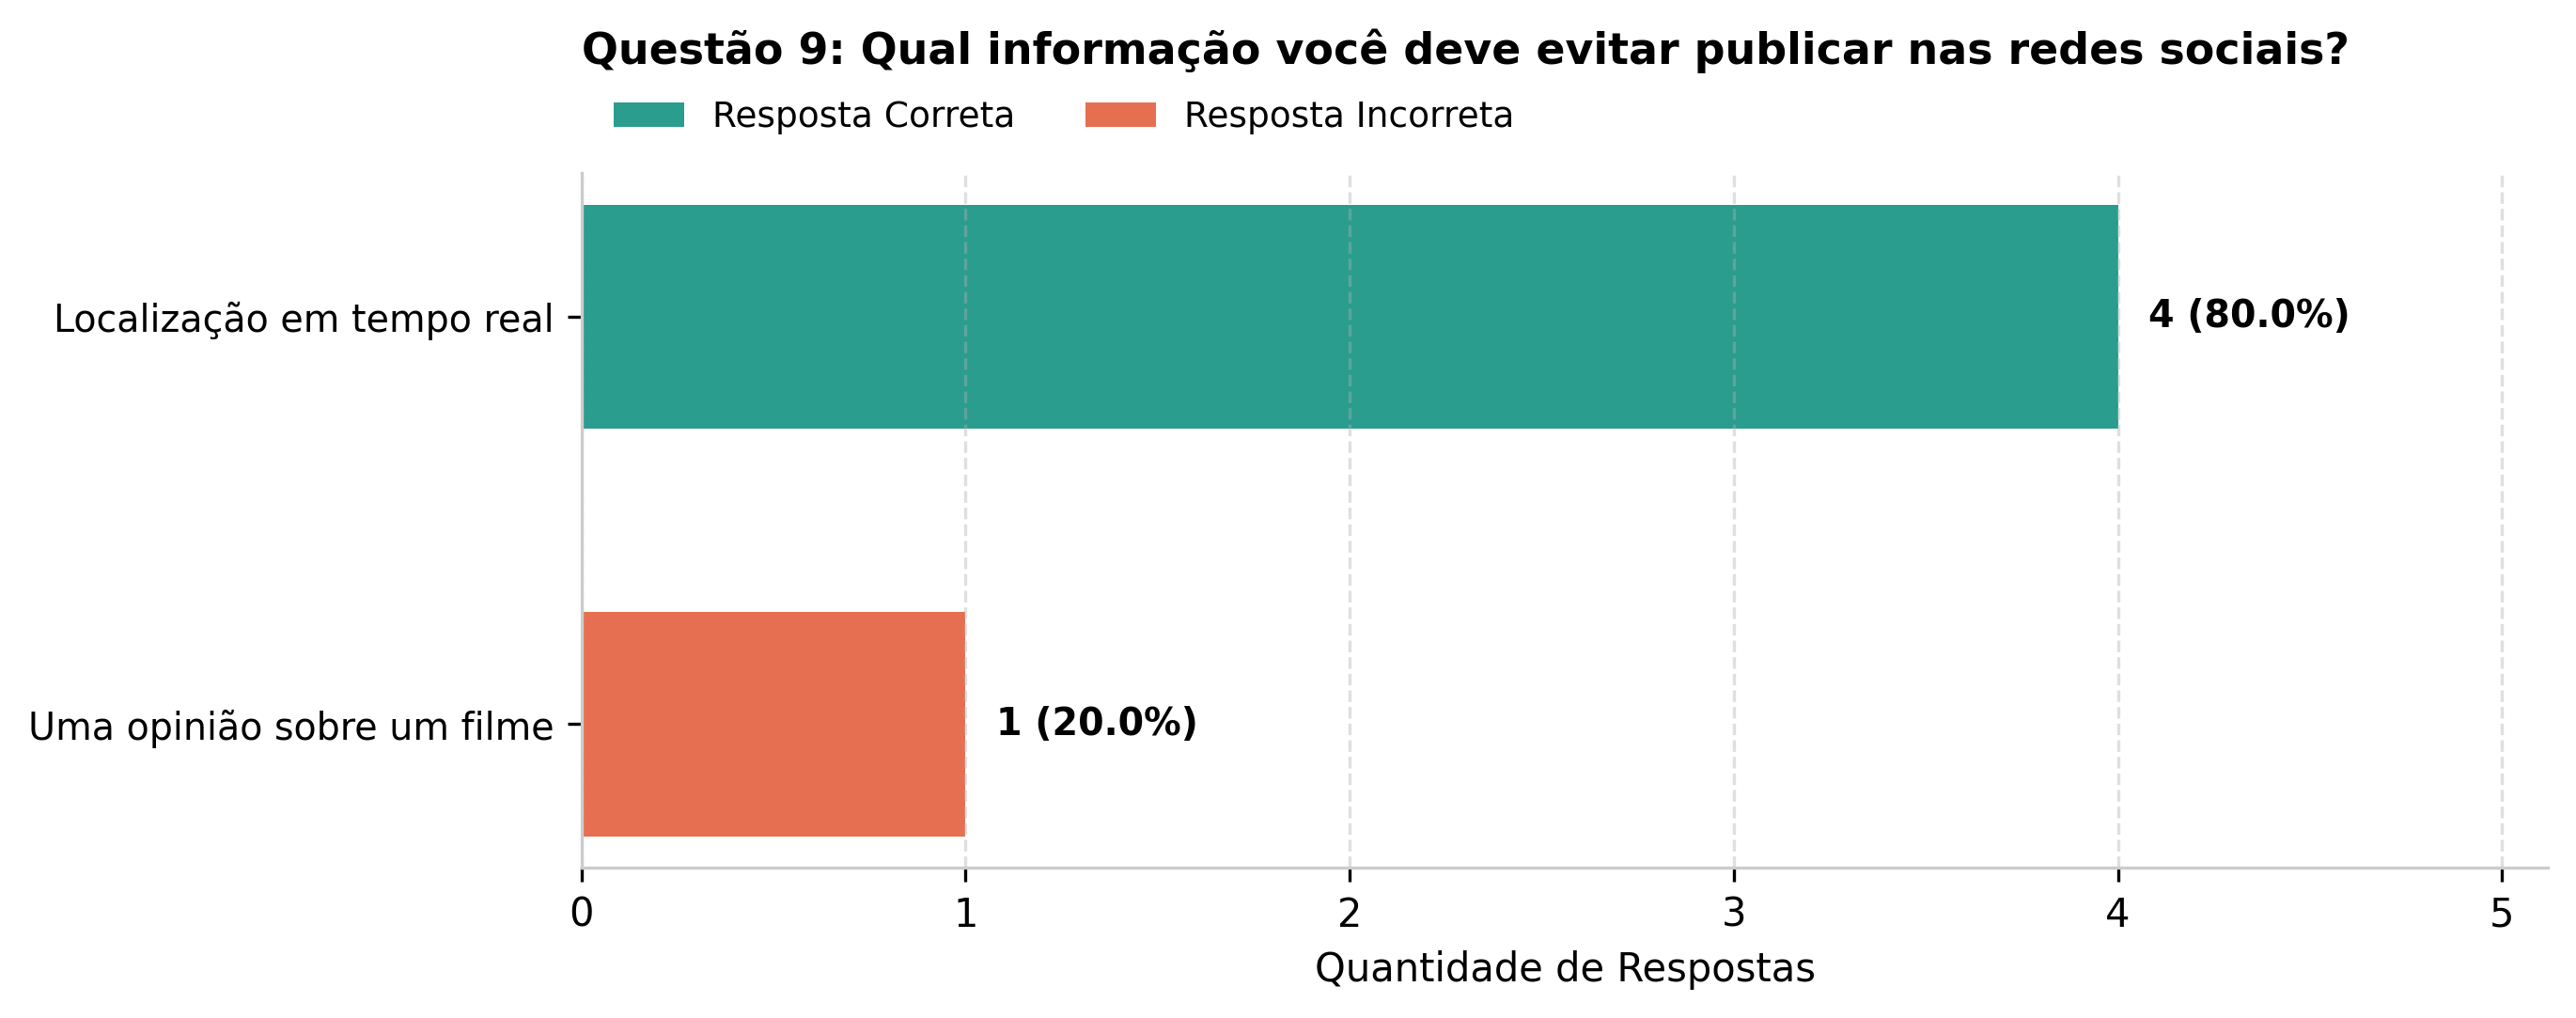 Questão 9: Qual informação você deve evitar publicar nas redes sociais?
Resposta Correta
Resposta Incorreta
Localização em tempo real
4 (80.0%)
Uma opinião sobre um filme
1 (20.0%)
0 1 2 3 4 5
Quantidade de Respostas